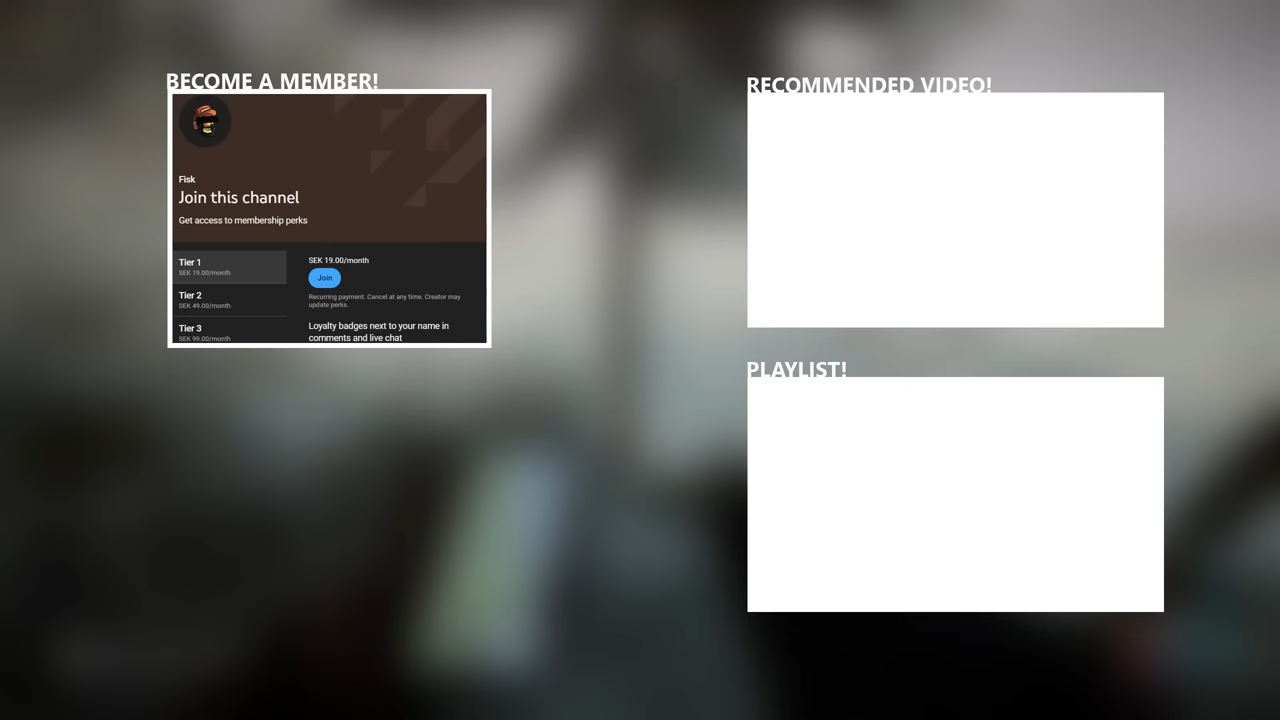 BECOME A MEMBER!
Fisk
Join this channel
Get access to membership perks
Tier 1
SEK 19.00/month
Tier 2
SEK 49.00/month
Tier 3
SEK 99.00/month
SEK 19.00/month
Join
Recurring payment. Cancel at any time. Creator may
update perks.
Loyalty badges next to your name in
comments and live chat
RECOMMENDED VIDEO!
PLAYLIST!